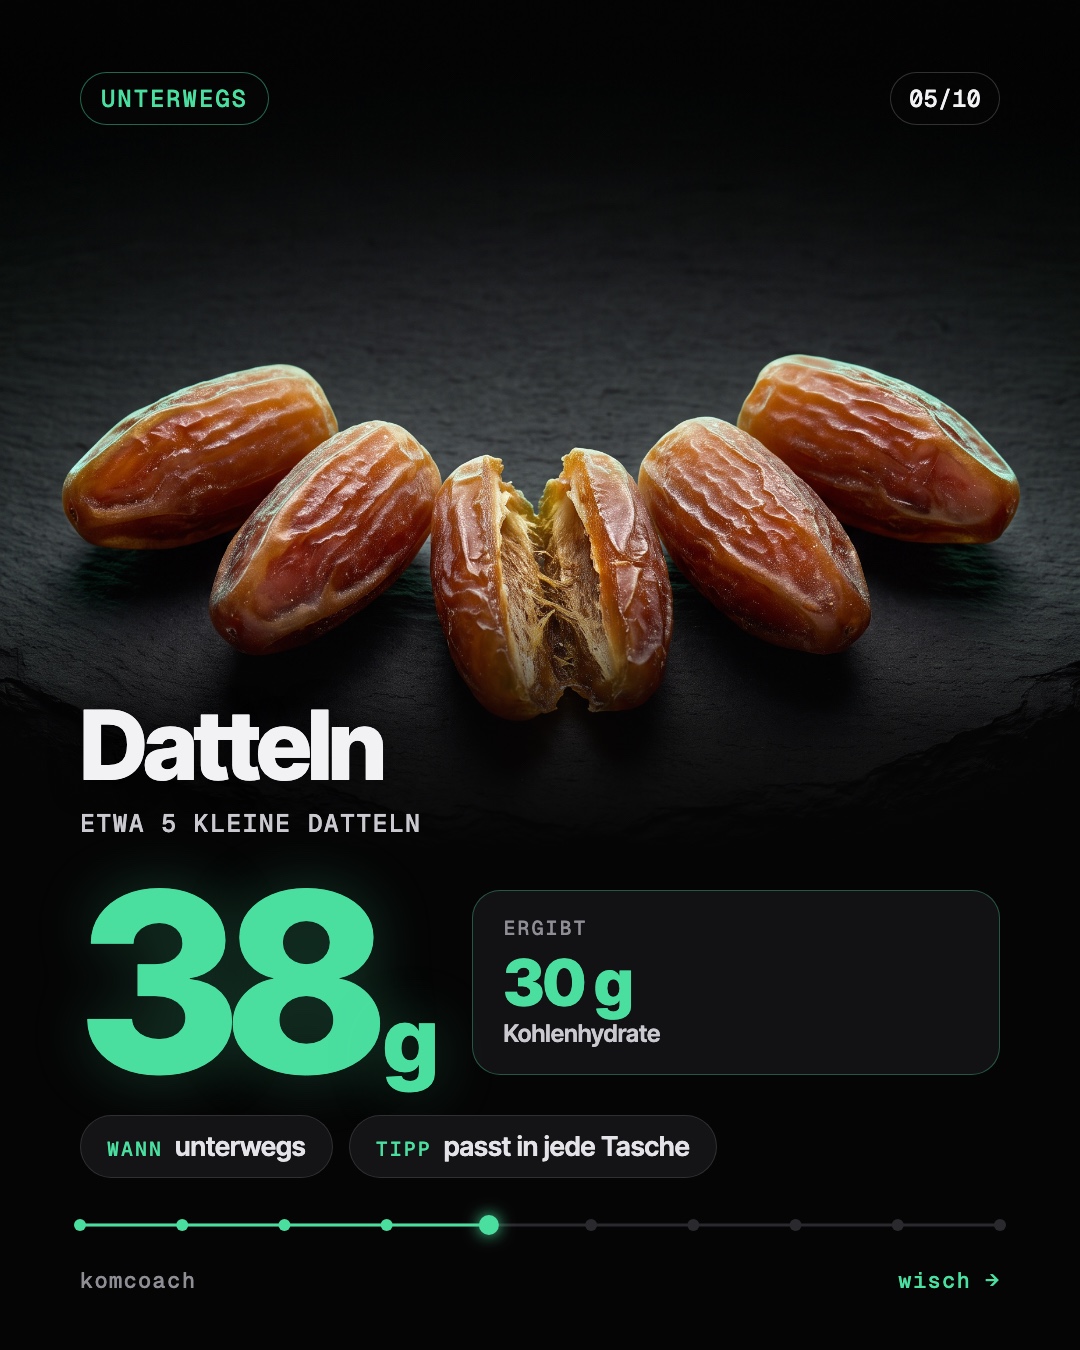 UNTERWEGS
05/10
Datteln
ETWA 5 KLEINE DATTELN
38g
ERGIBT
30 g
Kohlenhydrate
WANN unterwegs
TIPP passt in jede Tasche
komcoach
wisch →